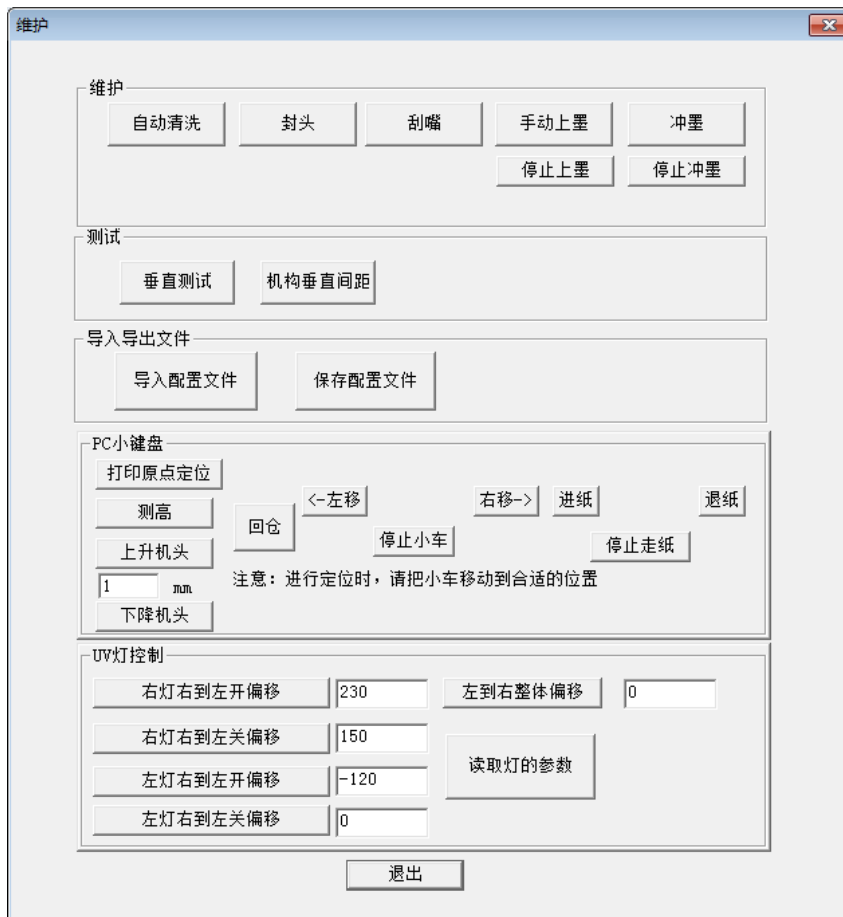 维护
维护
自动清洗 封头 刮嘴 手动上墨 冲墨
停止上墨 停止冲墨
测试
垂直测试 机构垂直间距
导入导出文件
导入配置文件 保存配置文件
PC小键盘
打印原点定位
<-左移 右移-> 进纸 退纸
测高 回仓
停止小车 停止走纸
上升机头
1 mm 注意: 进行定位时, 请把小车移动到合适的位置
下降机头
UV灯控制
右灯右到左开偏移 230 左到右整体偏移 0
右灯右到左关偏移 150
读取灯的参数
左灯右到左开偏移 -120
左灯右到左关偏移 0
退出